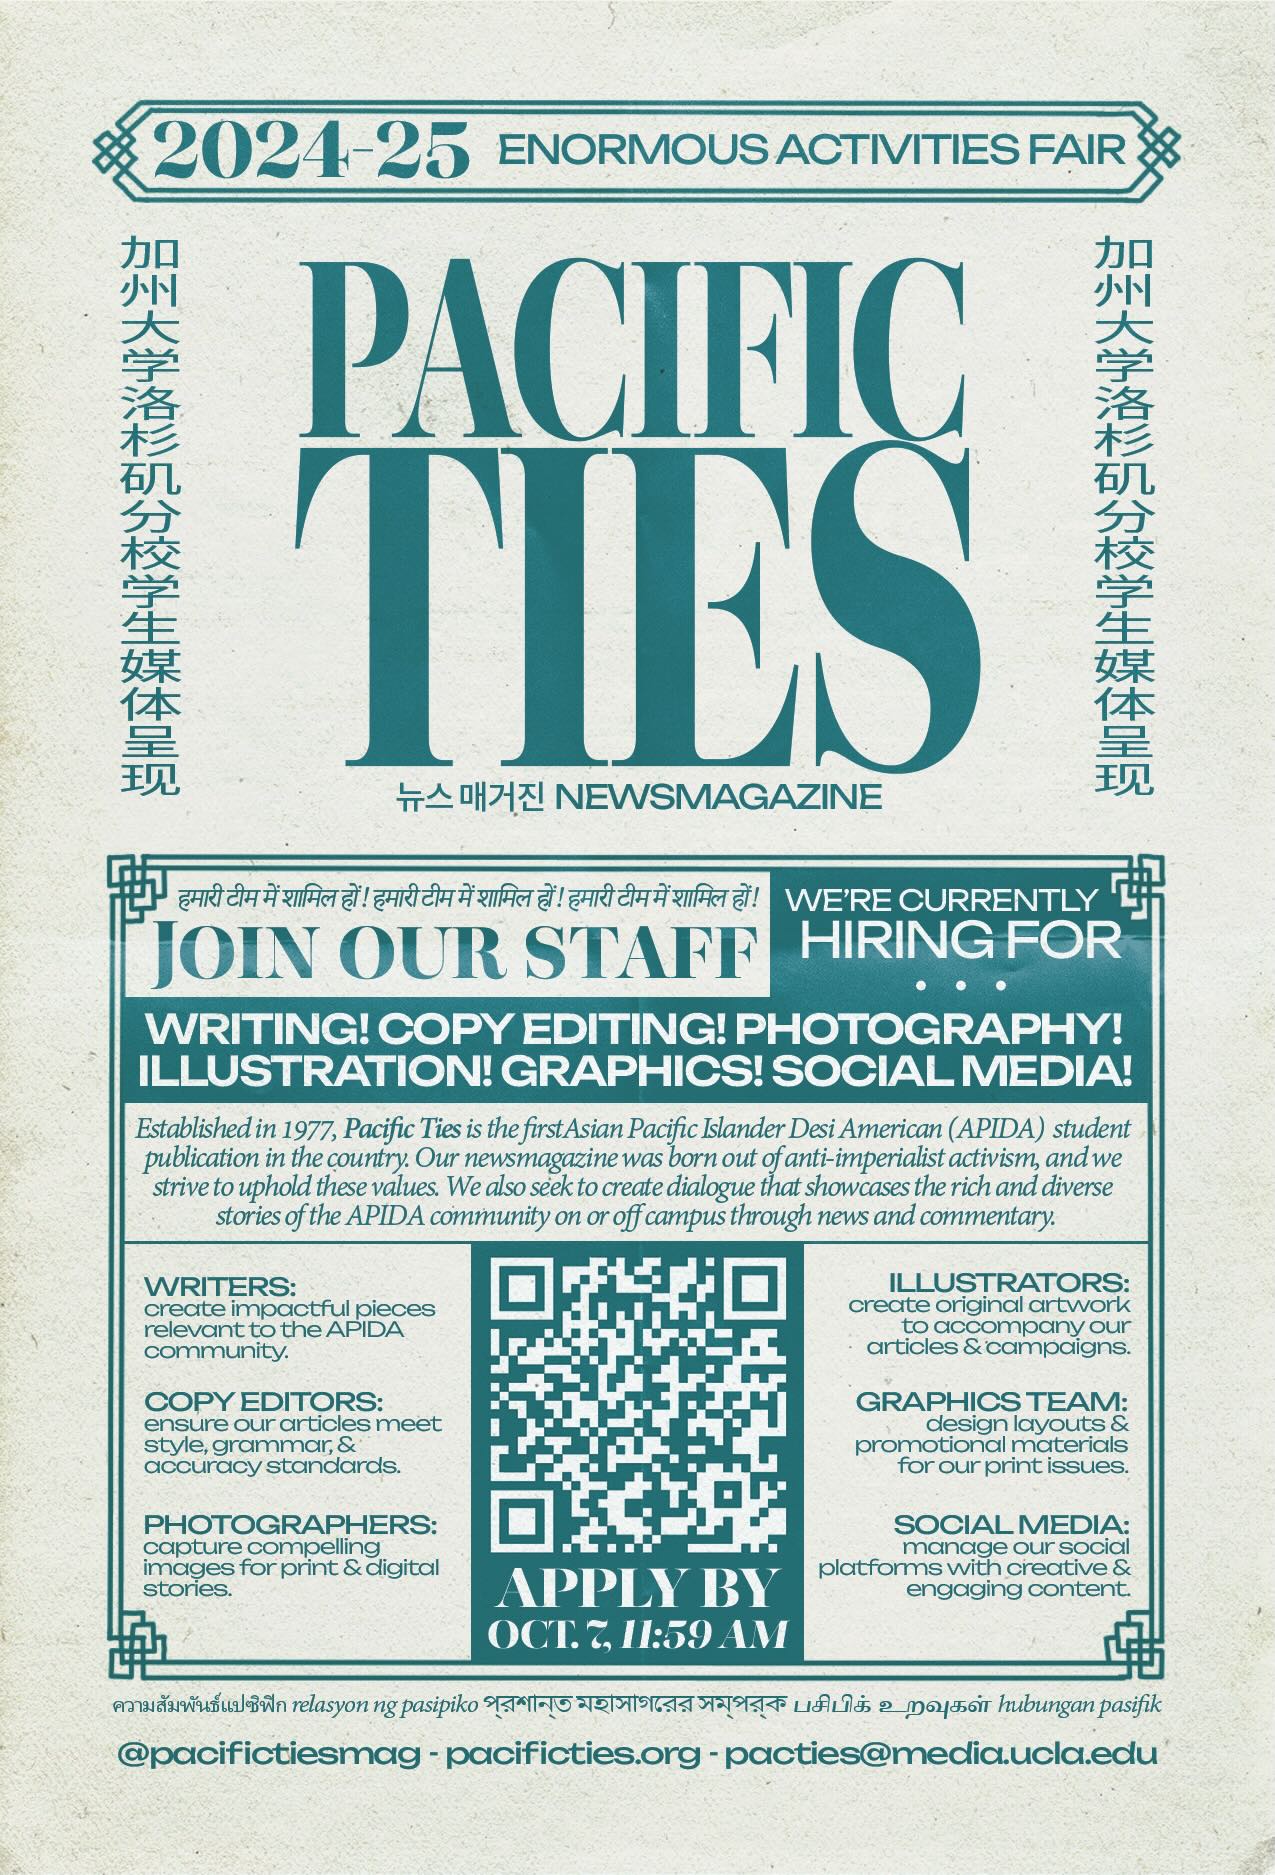 2024-25 ENORMOUS ACTIVITIES FAIR
加州大学洛杉矶分校学生媒体呈现
PACIFIC
TIES
加州大学洛杉矶分校学生媒体呈现
뉴스 매거진 NEWSMAGAZINE
हमारी टीम में शामिल हों! हमारी टीम में शामिल हों! हमारी टीम में शामिल हों!
JOIN OUR STAFF
WE'RE CURRENTLY
HIRING FOR
• • •
WRITING! COPY EDITING! PHOTOGRAPHY!
ILLUSTRATION! GRAPHICS! SOCIAL MEDIA!
Established in 1977, Pacific Ties is the first Asian Pacific Islander Desi American (APIDA) student
publication in the country. Our newsmagazine was born out of anti-imperialist activism, and we
strive to uphold these values. We also seek to create dialogue that showcases the rich and diverse
stories of the APIDA community on or off campus through news and commentary.
WRITERS:
create impactful pieces
relevant to the APIDA
community.
COPY EDITORS:
ensure our articles meet
style, grammar, &
accuracy standards.
PHOTOGRAPHERS:
capture compelling
images for print & digital
stories.
APPLY BY
OCT. 7, 11:59 AM
ILLUSTRATORS:
create original artwork
to accompany our
articles & campaigns.
GRAPHICS TEAM:
design layouts &
promotional materials
for our print issues.
SOCIAL MEDIA:
manage our social
platforms with creative &
engaging content.
ความสัมพันธ์แปซิฟิก relasyon ng pasipiko প্রশান্ত মহাসাগরের সম্পর্ক பசிபிக் உறவுகள் hubungan pasifik
@pacifictiesmag - pacificties.org - pacties@media.ucla.edu